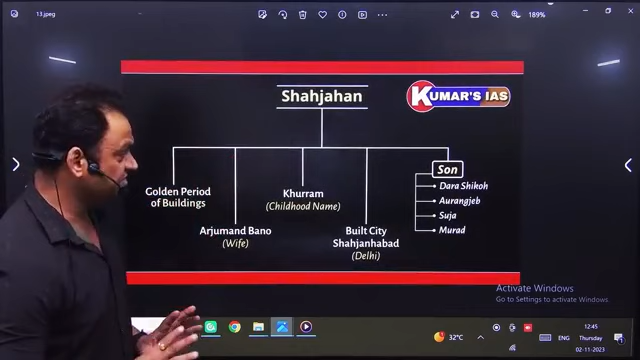 13.jpeg
189%
Shahjahan
KUMAR'S IAS
Son
Dara Shikoh
Aurangjeb
Suja
Murad
Golden Period
of Buildings
Khurram
(Childhood Name)
Arjumand Bano
(Wife)
Built City
Shahjanhabad
(Delhi)
Activate Windows
Go to Settings to activate Windows.
32°C
ENG
12:45
Thursday
02-11-2023